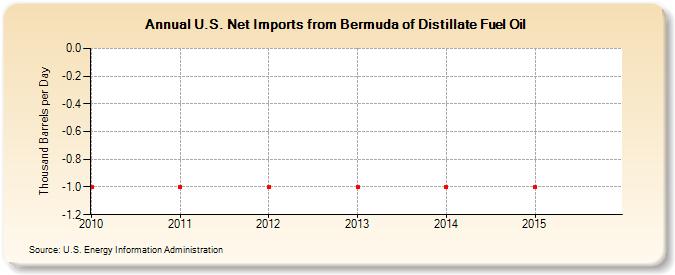 Annual U.S. Net Imports from Bermuda of Distillate Fuel Oil
Thousand Barrels per Day
0.0
-0.2
-0.4
-0.6
-0.8
-1.0
-1.2
2010 2011 2012 2013 2014 2015
Source: U.S. Energy Information Administration